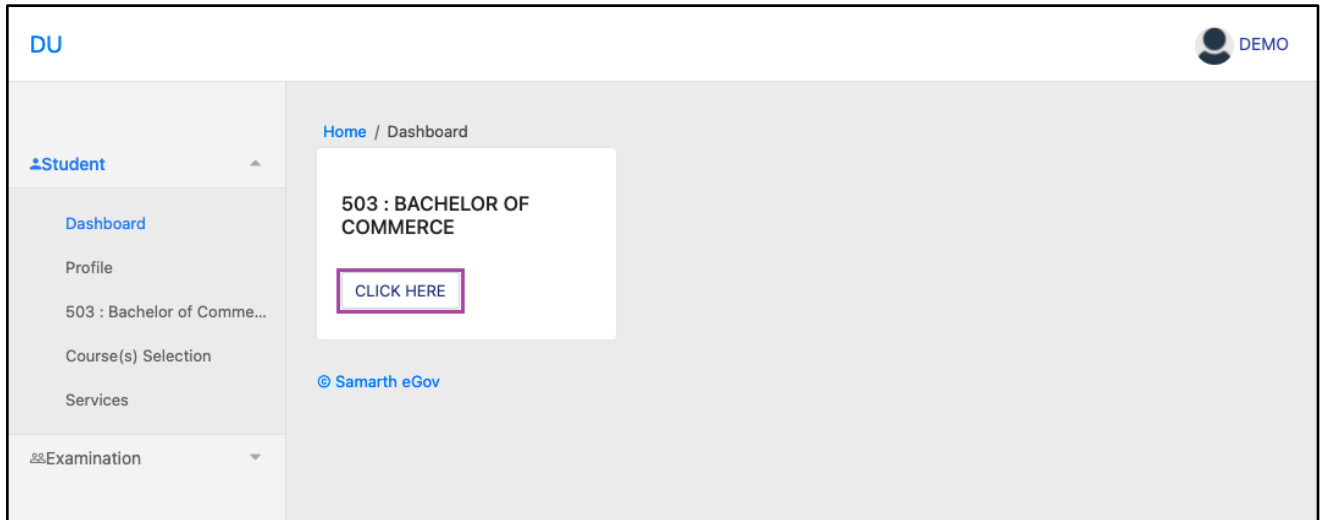 DU
DEMO
Student
Dashboard
Profile
503 : Bachelor of Comme...
Course(s) Selection
Services
Examination
Home / Dashboard
503 : BACHELOR OF
COMMERCE
CLICK HERE
© Samarth eGov